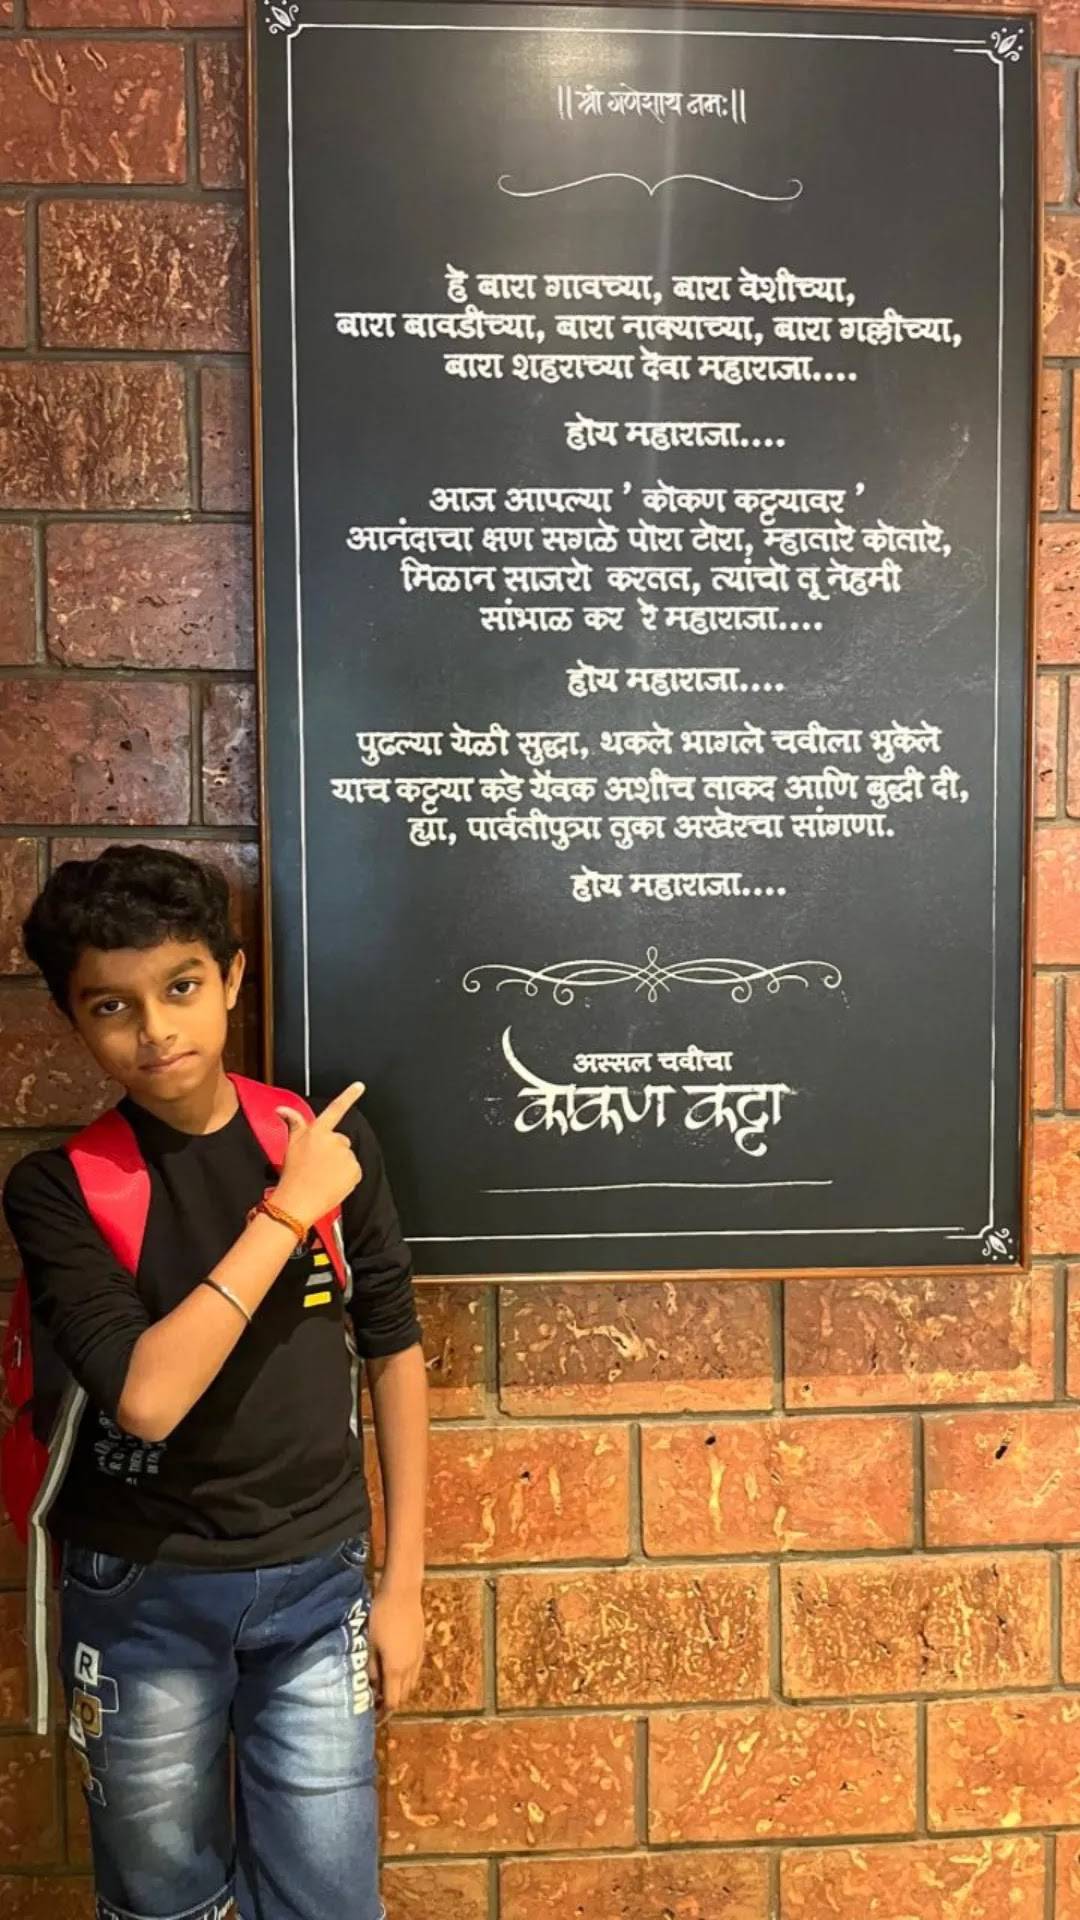 || श्री गणेशाय नमः ||
हे बारा गावच्या, बारा वेशीच्या,
बारा बावडीच्या, बारा नाक्याच्या, बारा गल्लीच्या,
बारा शहराच्या देवा महाराजा....
होय महाराजा....
आज आपल्या ' कोकण कट्टयावर '
आनंदाचा क्षण सगळे पोरा टोरा, म्हातारे कोतारे,
मिळान साजरो करतत, त्यांचो तू नेहमी
सांभाळ कर रे महाराजा....
होय महाराजा....
पुढल्या येळी सुद्धा, थकले भागले चवीला भुकेले
याच कट्टया कडे येवक अशीच ताकद आणि बुद्धी दी,
ह्या, पार्वतीपुत्रा तुका अखेरचा सांगणा.
होय महाराजा....
अस्सल चवीचा
कोकण कट्टा
R
O